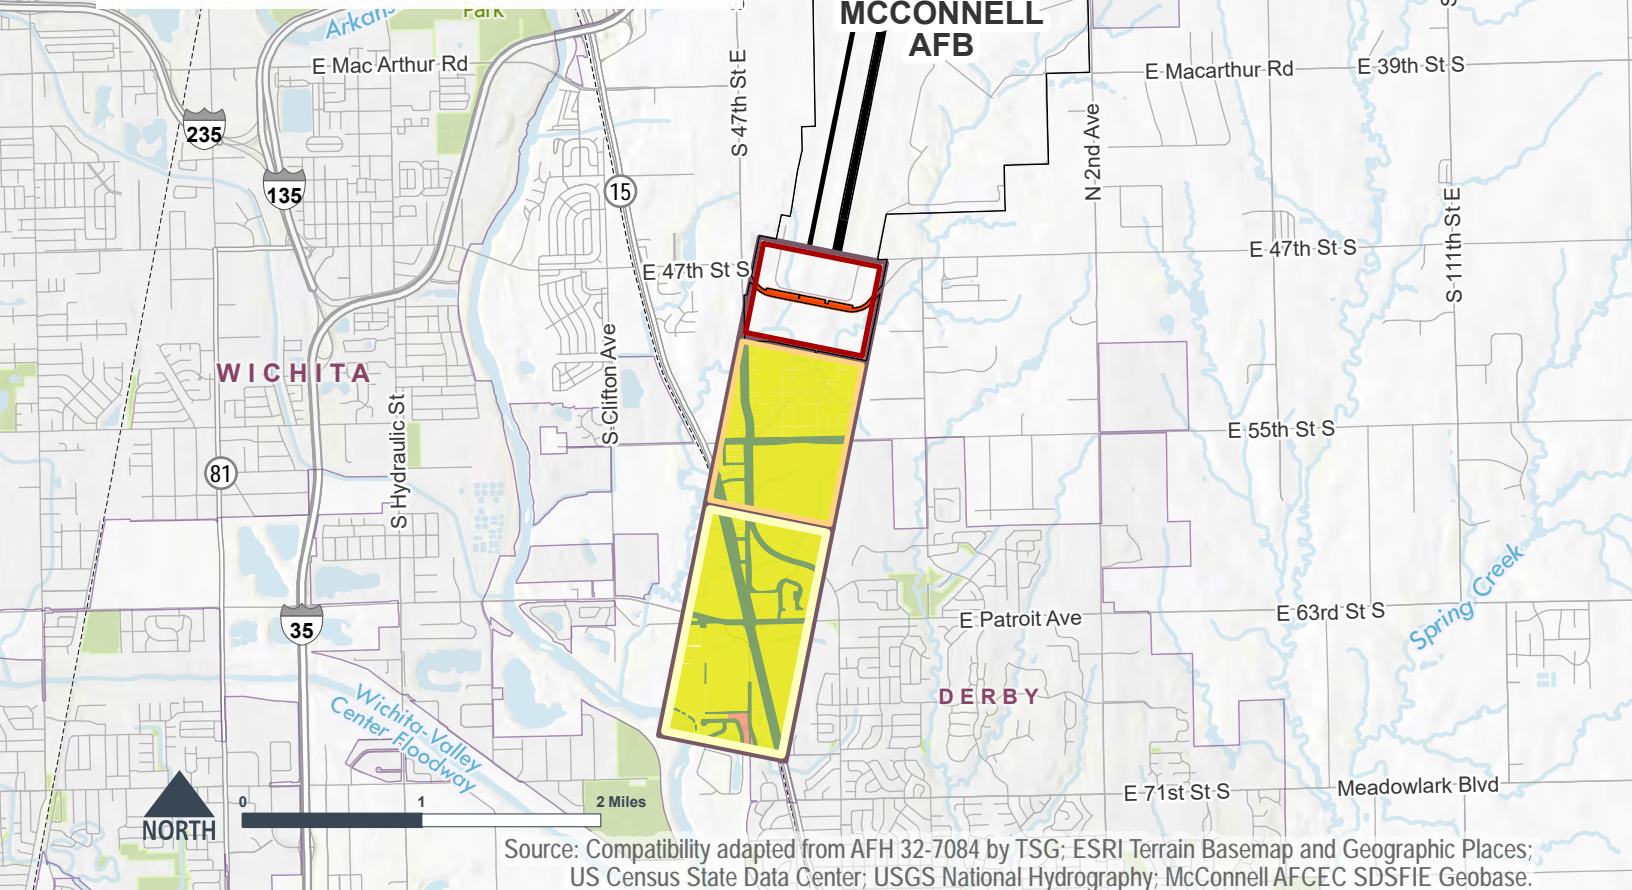 Park
Arkans
MCCONNELL
AFB
E Mac Arthur Rd
E Macarthur Rd
E 39th St S
S 47th St E
N 2nd Ave
235
135
15
S 111th St E
E 47th St S
E 47th St S
S Clifton Ave
WICHITA
S Hydraulic St
E 55th St S
81
Spring Creek
E Patroit Ave
E 63rd St S
35
DERBY
Wichita-Valley
Center Floodway
E 71st St S
Meadowlark Blvd
NORTH
0 1 2 Miles
Source: Compatibility adapted from AFH 32-7084 by TSG; ESRI Terrain Basemap and Geographic Places;
US Census State Data Center; USGS National Hydrography; McConnell AFCEC SDSFIE Geobase.